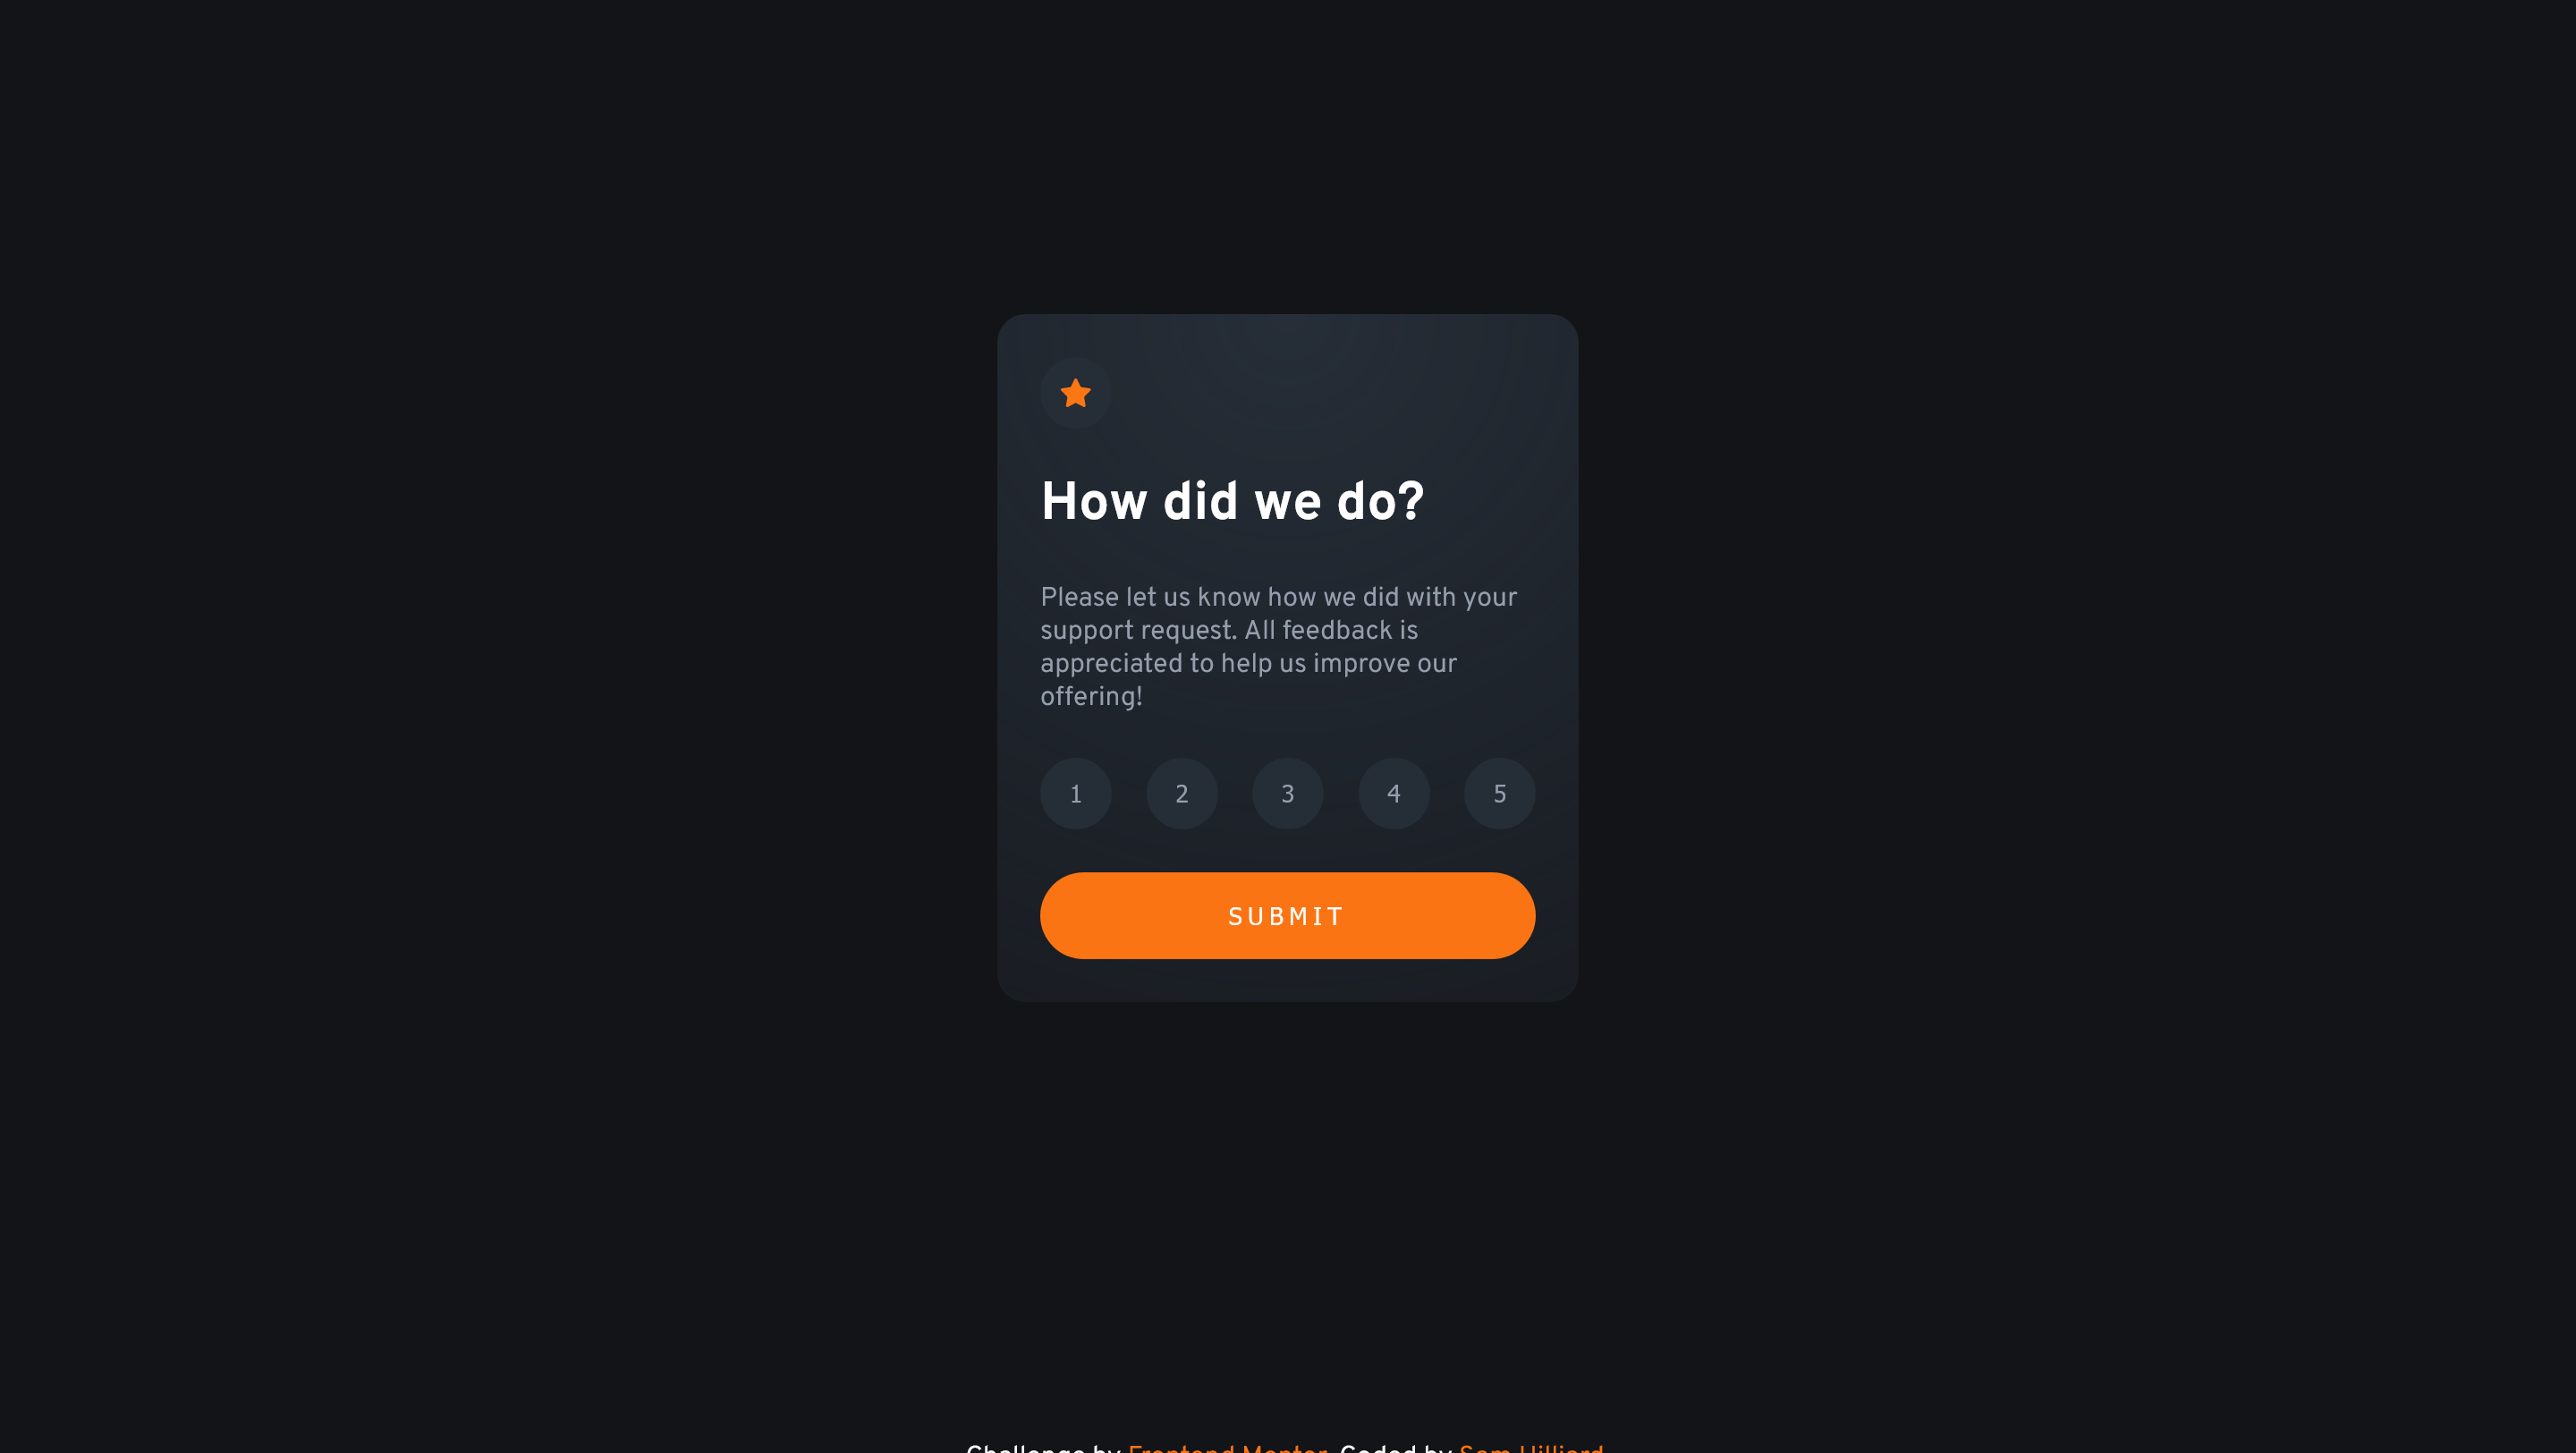 How did we do?
Please let us know how we did with your
support request. All feedback is
appreciated to help us improve our
offering!
1 2 3 4 5
SUBMIT
Challenge by Frontend Mentor. Coded by Sam Hilliard.